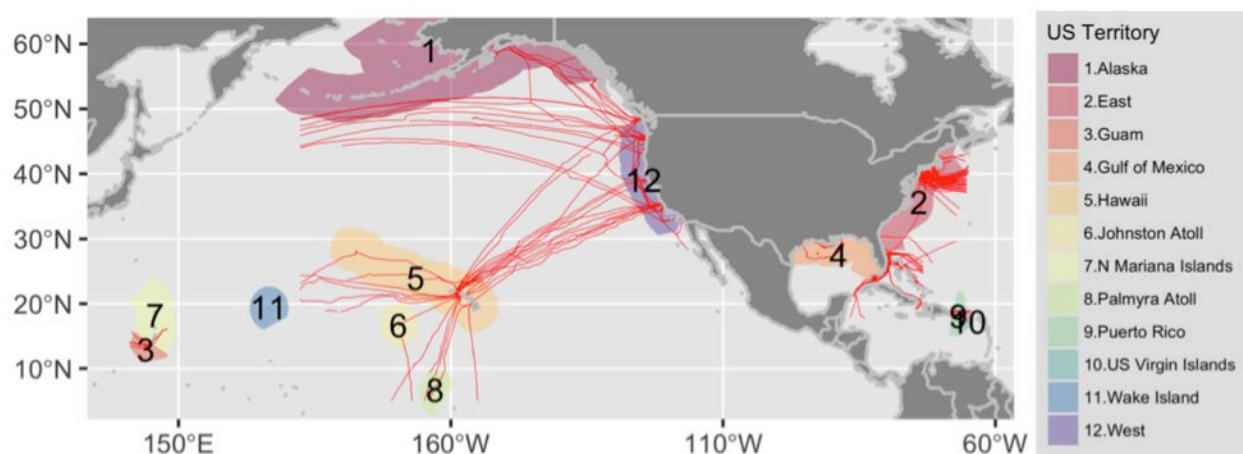 60°N
50°N
40°N
30°N
20°N
10°N
1
2
3
4
5
6
7
8
9
10
11
12
150°E
160°W
110°W
60°W
US Territory
1.Alaska
2.East
3.Guam
4.Gulf of Mexico
5.Hawaii
6.Johnston Atoll
7.N Mariana Islands
8.Palmyra Atoll
9.Puerto Rico
10.US Virgin Islands
11.Wake Island
12.West